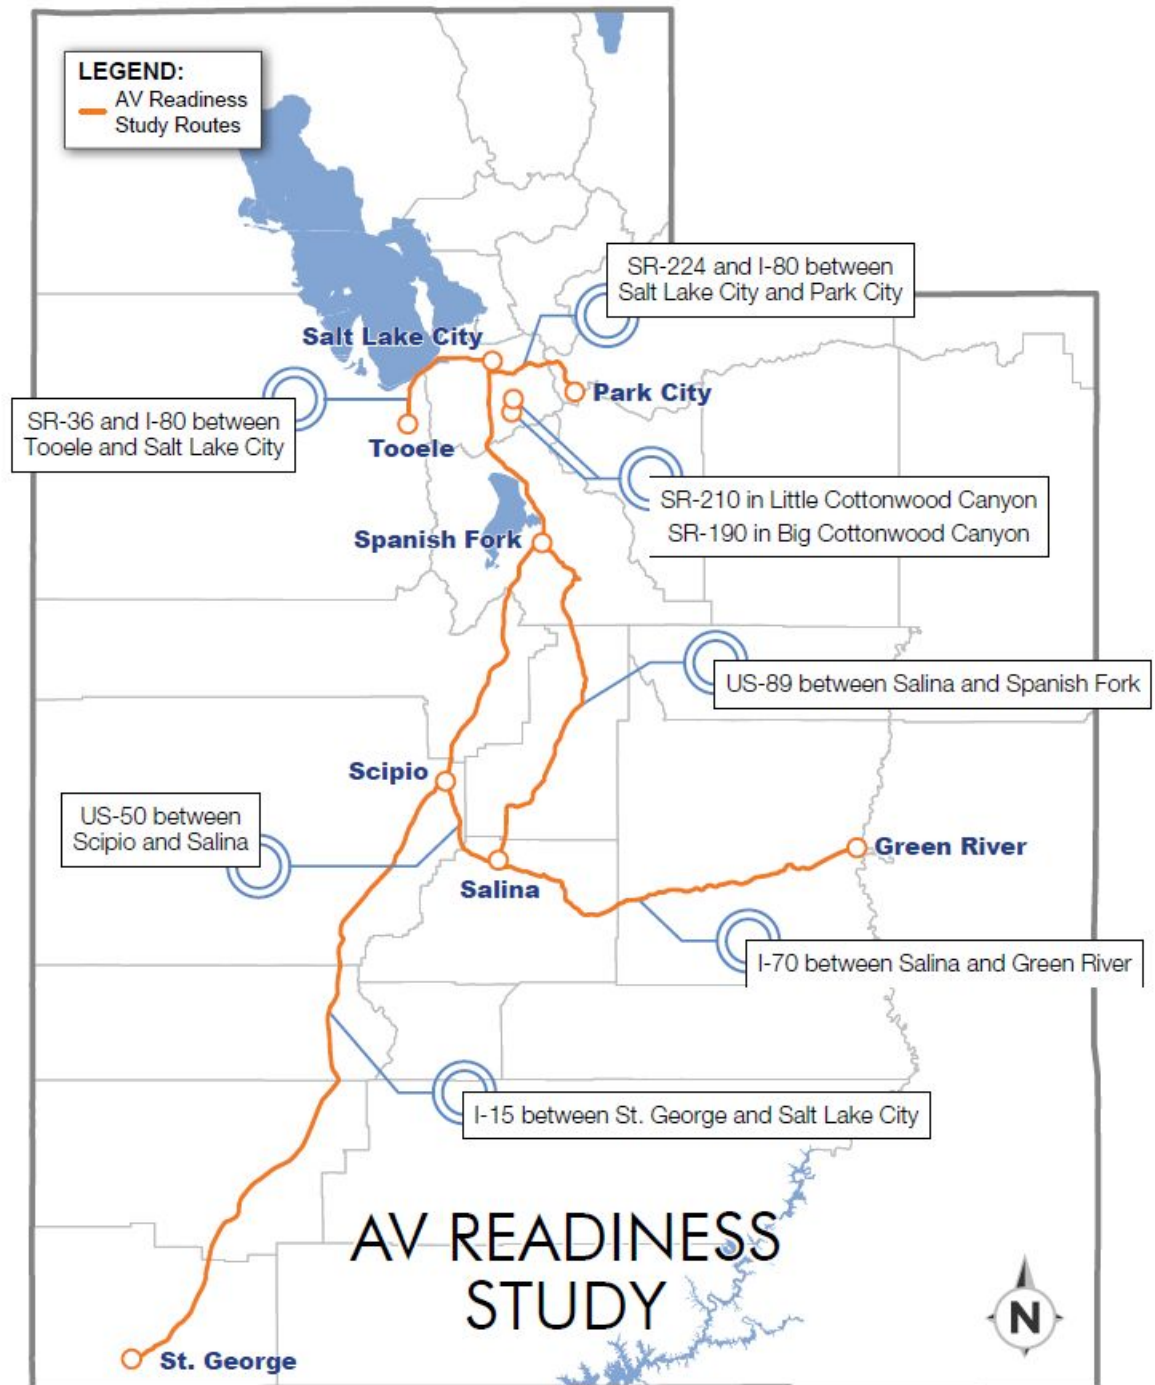 LEGEND:
AV Readiness
Study Routes
SR-224 and I-80 between
Salt Lake City and Park City
Salt Lake City
Park City
SR-36 and I-80 between
Tooele and Salt Lake City
Tooele
SR-210 in Little Cottonwood Canyon
SR-190 in Big Cottonwood Canyon
Spanish Fork
US-89 between Salina and Spanish Fork
Scipio
US-50 between
Scipio and Salina
Green River
Salina
I-70 between Salina and Green River
I-15 between St. George and Salt Lake City
AV READINESS
STUDY
N
St. George